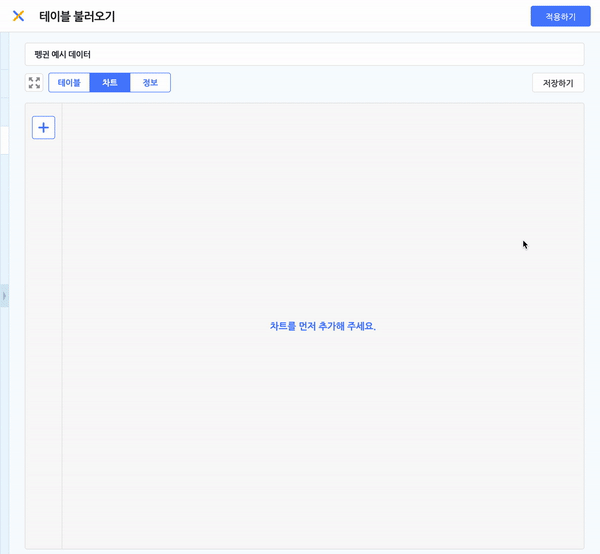 테이블 불러오기
적용하기
펭귄 예시 데이터
테이블 차트 정보
저장하기
차트를 먼저 추가해 주세요.